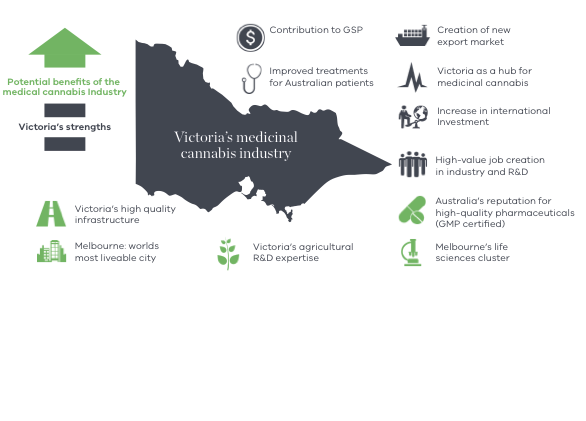 Contribution to GSP
Creation of new
export market
Potential benefits of the
medical cannabis Industry
Improved treatments
for Australian patients
Victoria as a hub for
medicinal cannabis
Victoria's strengths
Increase in international
Investment
Victoria's medicinal
cannabis industry
High-value job creation
in industry and R&D
Victoria's high quality
infrastructure
Australia's reputation for
high-quality pharmaceuticals
(GMP certified)
Melbourne: worlds
most liveable city
Victoria's agricultural
R&D expertise
Melbourne's life
sciences cluster